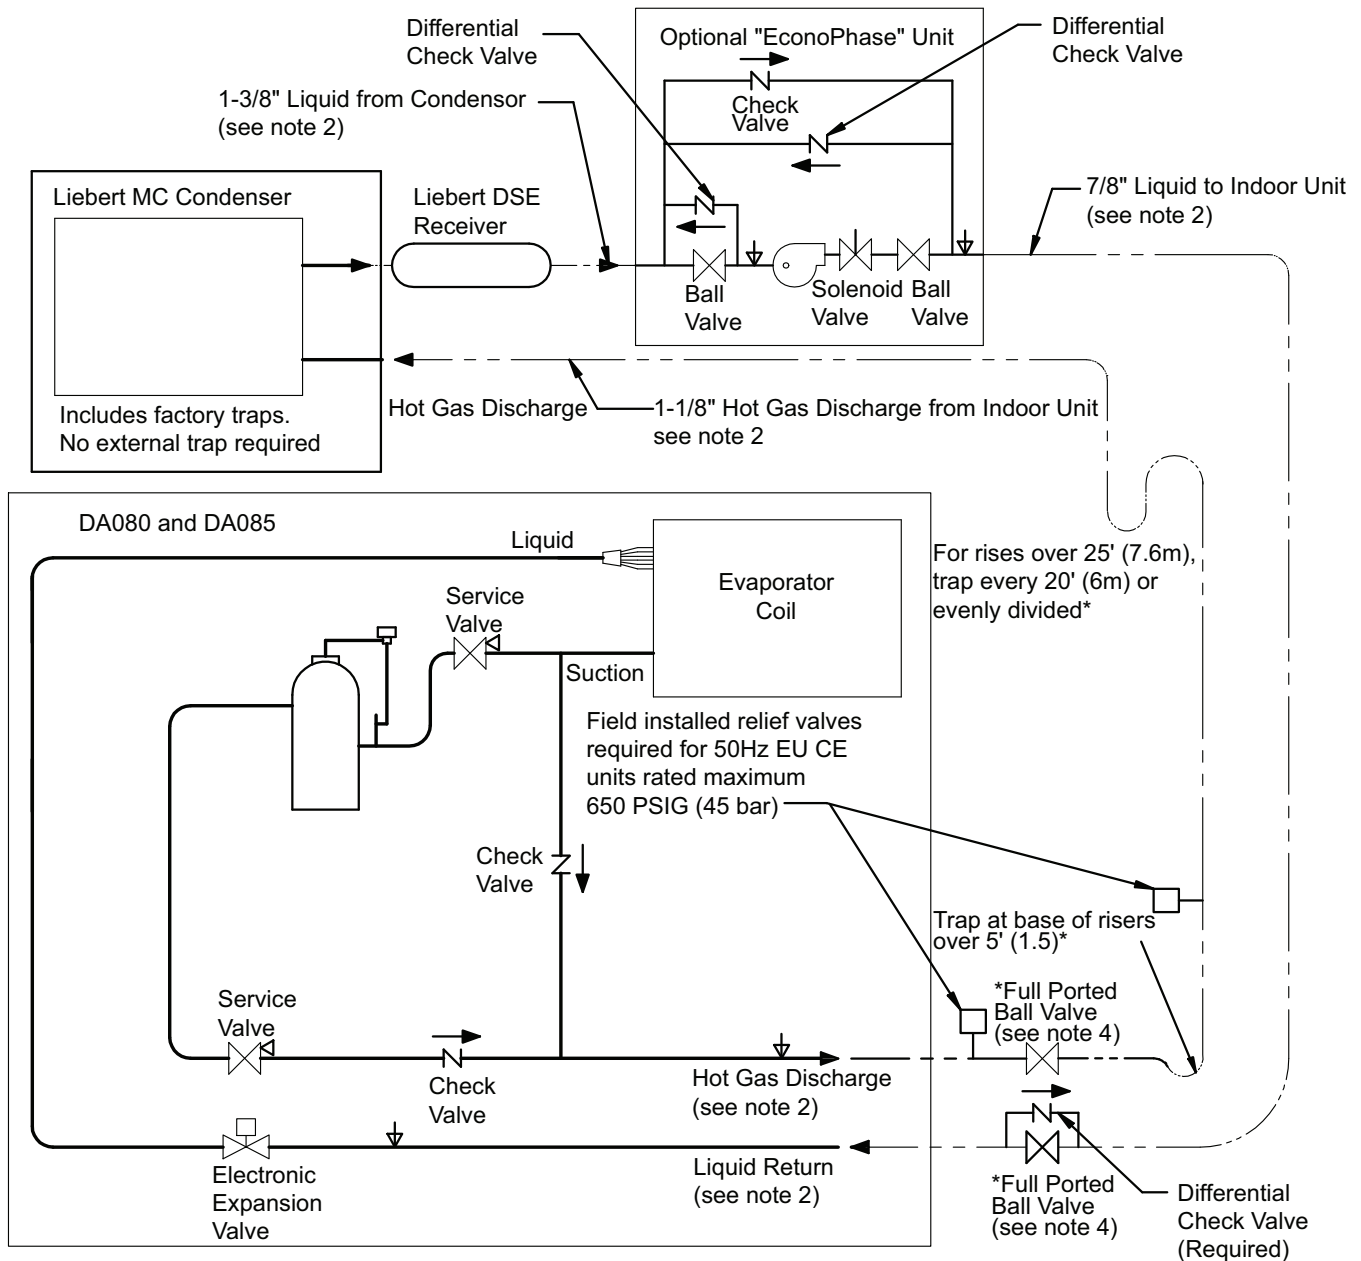 Differential
Check Valve
Optional "EconoPhase" Unit
Differential
Check Valve
1-3/8" Liquid from Condensor
(see note 2)
Check
Valve
Liebert MC Condenser
Liebert DSE
Receiver
7/8" Liquid to Indoor Unit
(see note 2)
Ball
Valve
Solenoid
Valve
Ball
Valve
Includes factory traps.
No external trap required
Hot Gas Discharge
1-1/8" Hot Gas Discharge from Indoor Unit
see note 2
DA080 and DA085
Liquid
Evaporator
Coil
For rises over 25' (7.6m),
trap every 20' (6m) or
evenly divided*
Service
Valve
Suction
Field installed relief valves
required for 50Hz EU CE
units rated maximum
650 PSIG (45 bar)
Check
Valve
Trap at base of risers
over 5' (1.5)*
*Full Ported
Ball Valve
(see note 4)
Service
Valve
Check
Valve
Hot Gas Discharge
(see note 2)
Electronic
Expansion
Valve
Liquid Return
(see note 2)
*Full Ported
Ball Valve
(see note 4)
Differential
Check Valve
(Required)